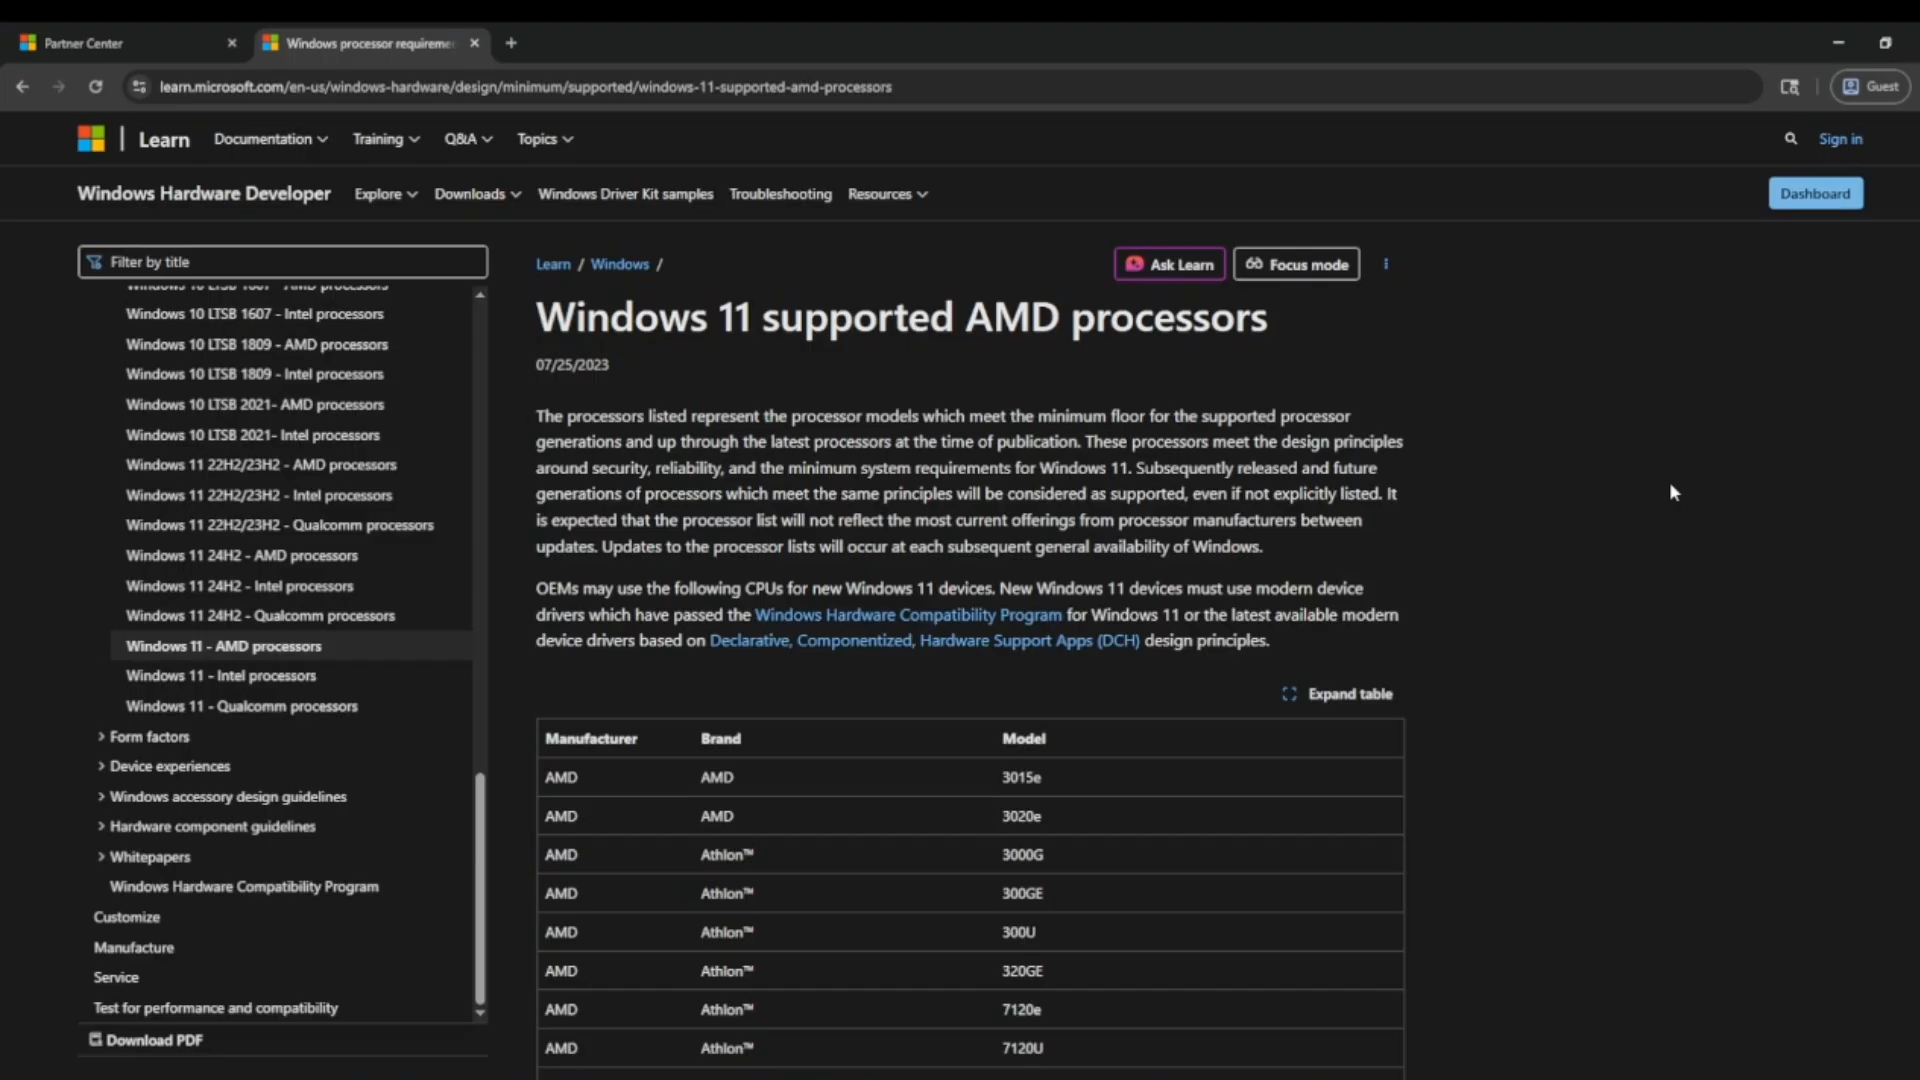 Partner Center
Windows processor requireme
learn.microsoft.com/en-us/windows-hardware/design/minimum/supported/windows-11-supported-amd-processors
Guest
Learn Documentation Training Q&A Topics
Sign in
Windows Hardware Developer Explore Downloads Windows Driver Kit samples Troubleshooting Resources
Dashboard
Filter by title
Windows 10 LTSB 1607 - AMD processors
Windows 10 LTSB 1607 - Intel processors
Windows 10 LTSB 1809 - AMD processors
Windows 10 LTSB 1809 - Intel processors
Windows 10 LTSB 2021- AMD processors
Windows 10 LTSB 2021- Intel processors
Windows 11 22H2/23H2 - AMD processors
Windows 11 22H2/23H2 - Intel processors
Windows 11 22H2/23H2 - Qualcomm processors
Windows 11 24H2 - AMD processors
Windows 11 24H2 - Intel processors
Windows 11 24H2 - Qualcomm processors
Windows 11 - AMD processors
Windows 11 - Intel processors
Windows 11 - Qualcomm processors
Form factors
Device experiences
Windows accessory design guidelines
Hardware component guidelines
Whitepapers
Windows Hardware Compatibility Program
Customize
Manufacture
Service
Test for performance and compatibility
Download PDF
Learn / Windows /
Ask Learn
Focus mode
Windows 11 supported AMD processors
07/25/2023
The processors listed represent the processor models which meet the minimum floor for the supported processor
generations and up through the latest processors at the time of publication. These processors meet the design principles
around security, reliability, and the minimum system requirements for Windows 11. Subsequently released and future
generations of processors which meet the same principles will be considered as supported, even if not explicitly listed. It
is expected that the processor list will not reflect the most current offerings from processor manufacturers between
updates. Updates to the processor lists will occur at each subsequent general availability of Windows.
OEMs may use the following CPUs for new Windows 11 devices. New Windows 11 devices must use modern device
drivers which have passed the Windows Hardware Compatibility Program for Windows 11 or the latest available modern
device drivers based on Declarative, Componentized, Hardware Support Apps (DCH) design principles.
Expand table
Manufacturer Brand Model
AMD AMD 3015e
AMD AMD 3020e
AMD Athlon™ 3000G
AMD Athlon™ 300GE
AMD Athlon™ 300U
AMD Athlon™ 320GE
AMD Athlon™ 7120e
AMD Athlon™ 7120U